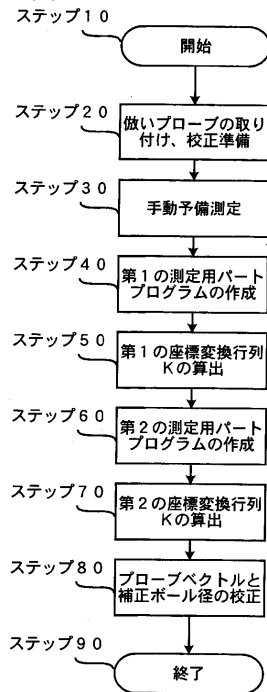 ステップ10
開始
ステップ20
倣いプローブの取り
付け、校正準備
ステップ30
手動予備測定
ステップ40
第1の測定用パート
プログラムの作成
ステップ50
第1の座標変換行列
Kの算出
ステップ60
第2の測定用パート
プログラムの作成
ステップ70
第2の座標変換行列
Kの算出
ステップ80
プローブベクトルと
補正ボール径の校正
ステップ90
終了